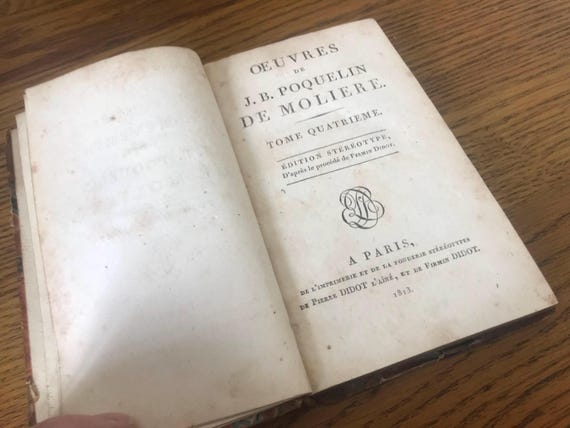 OEUVRES
DE
J. B. POQUELIN
DE MOLIERE.
TOME QUATRIEME.
ÉDITION STÉRÉOTYPE,
D'après le procédé de Firmin Didot.
A PARIS,
DE L'IMPRIMERIE ET DE LA FONDERIE STÉRÉOTYPES
DE PIERRE DIDOT L'AÎNÉ, ET DE FIRMIN DIDOT.
1813.